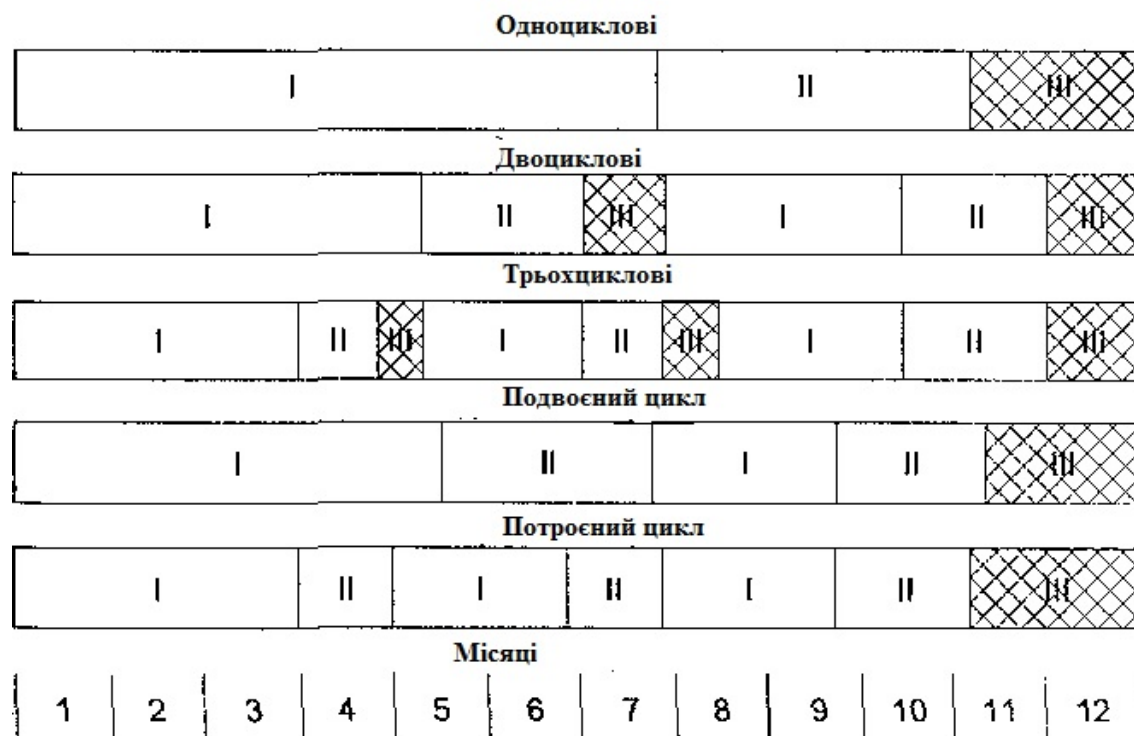 Одноциклові
I II III
Двоциклові
I II III I II III
Трьохциклові
I II III I II III I II III
Подвоєний цикл
I II I II III
Потроєний цикл
I II I II I II III
Місяці
1 2 3 4 5 6 7 8 9 10 11 12